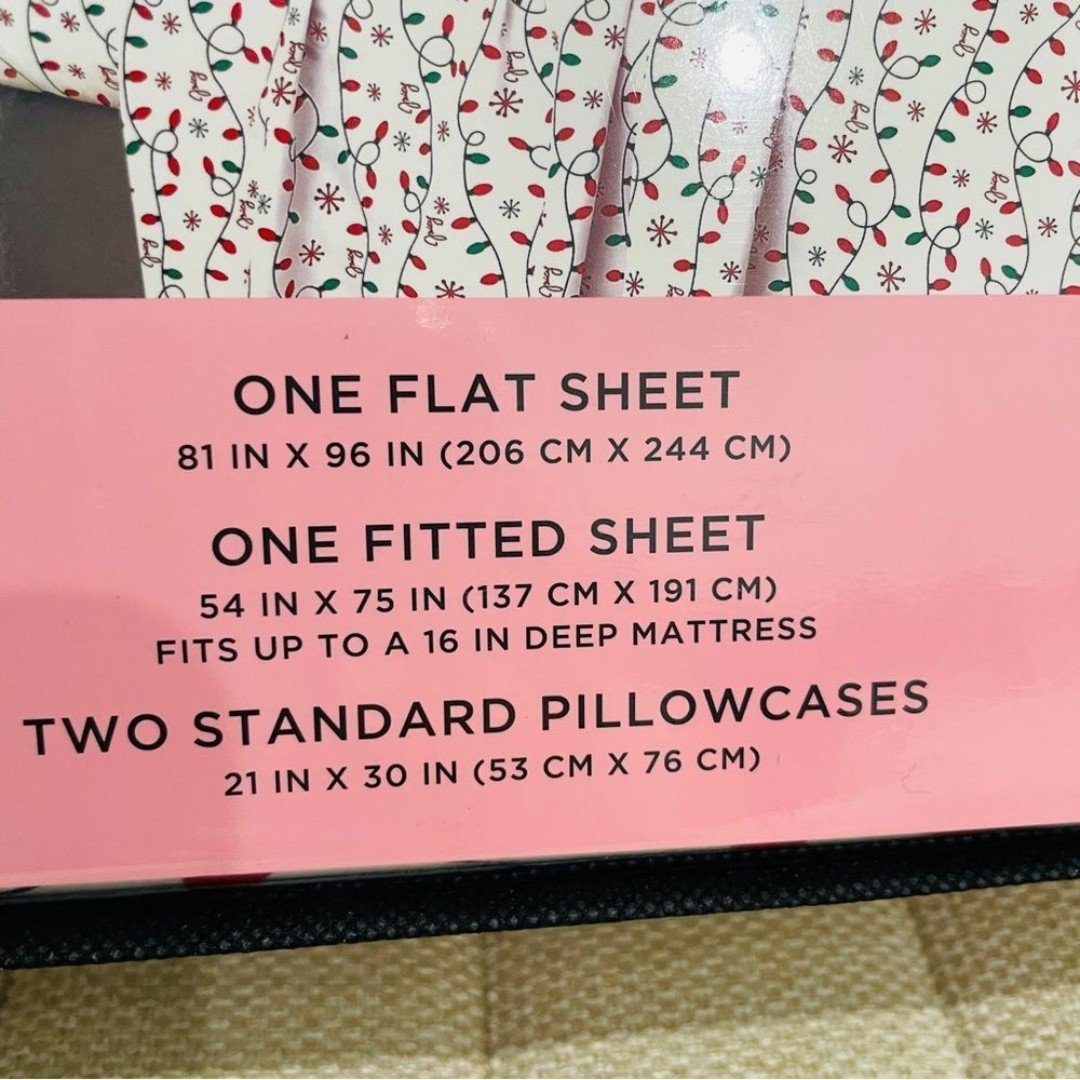 ONE FLAT SHEET
81 IN X 96 IN (206 CM X 244 CM)
ONE FITTED SHEET
54 IN X 75 IN (137 CM X 191 CM)
FITS UP TO A 16 IN DEEP MATTRESS
TWO STANDARD PILLOWCASES
21 IN X 30 IN (53 CM X 76 CM)